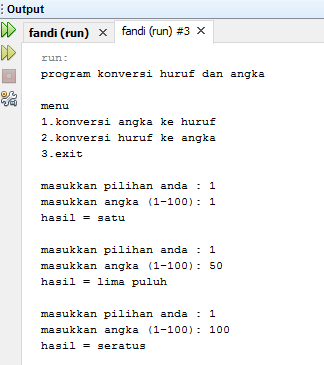 Output
fandi (run) fandi (run) #3
run:
program konversi huruf dan angka
menu
1.konversi angka ke huruf
2.konversi huruf ke angka
3.exit
masukkan pilihan anda : 1
masukkan angka (1-100): 1
hasil = satu
masukkan pilihan anda : 1
masukkan angka (1-100): 50
hasil = lima puluh
masukkan pilihan anda : 1
masukkan angka (1-100): 100
hasil = seratus